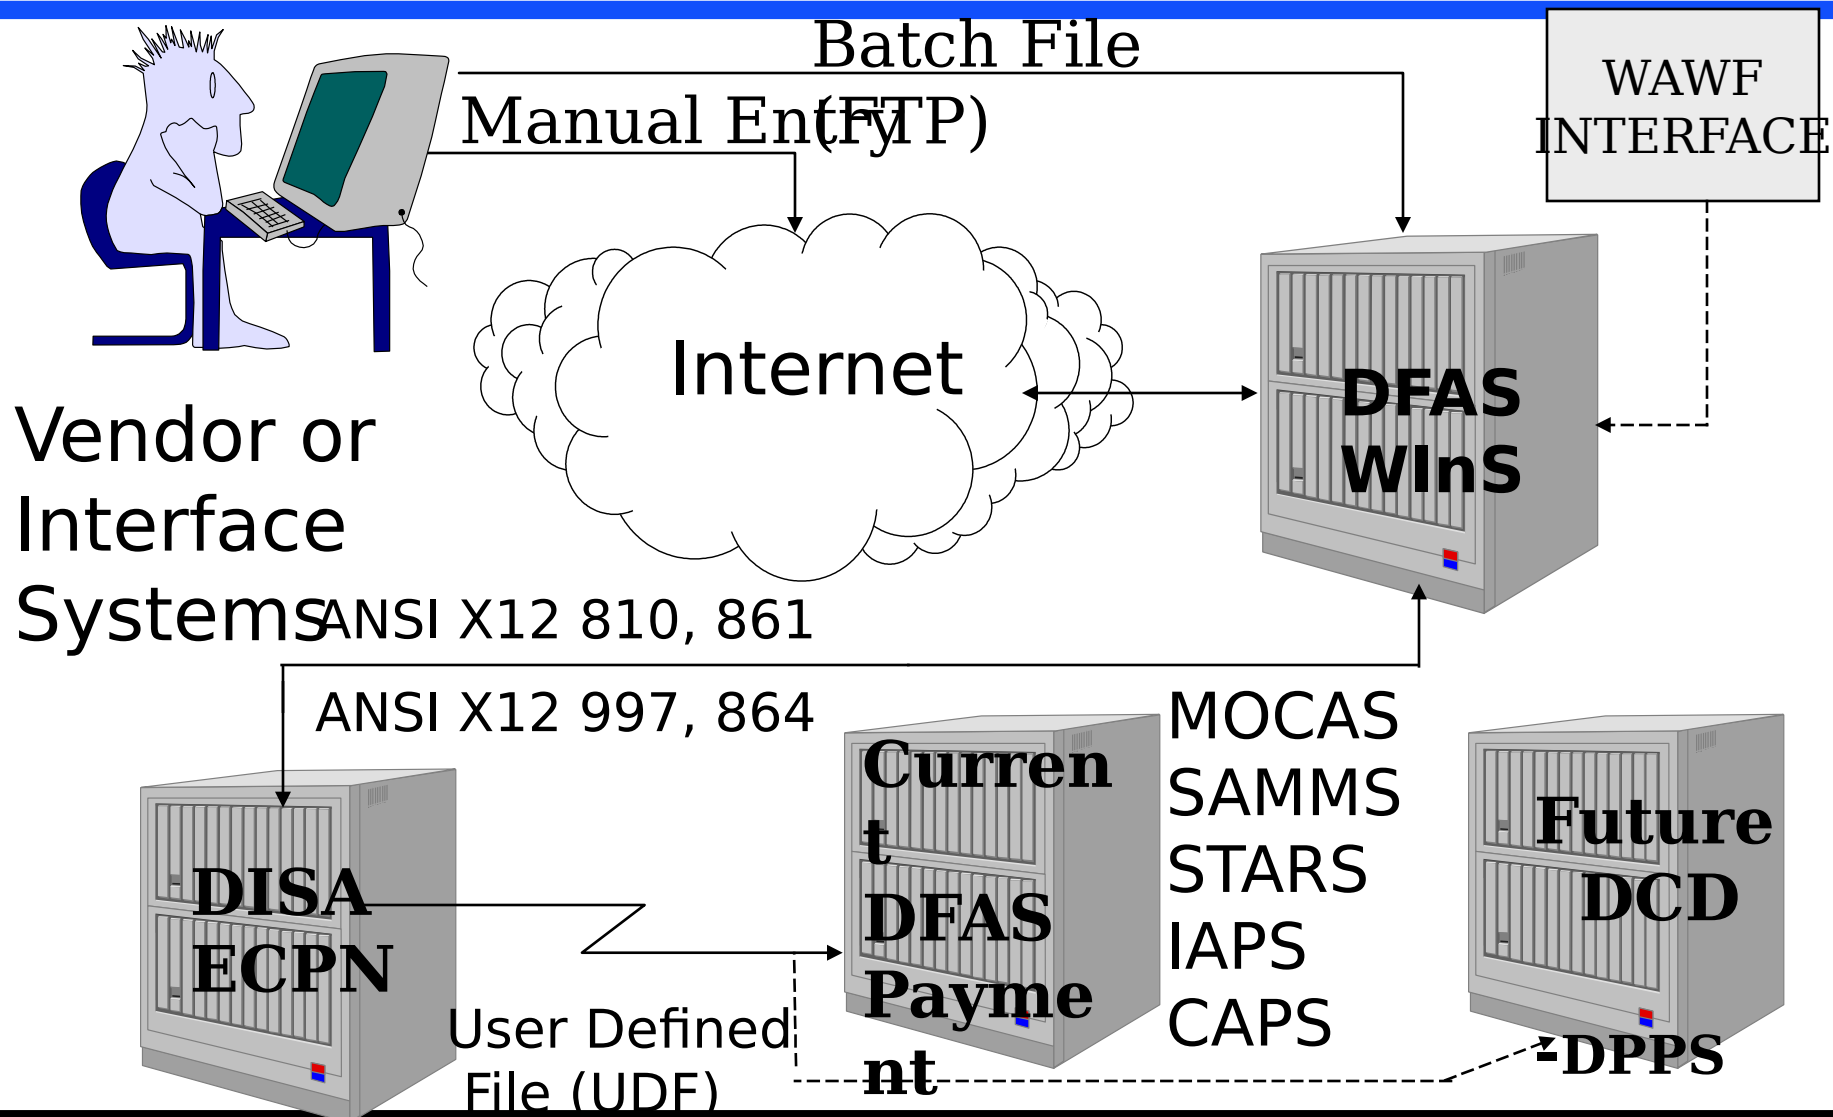 Batch File
(FTP)
Manual Entry
WAWF
INTERFACE
Internet
DFAS
WInS
Vendor or
Interface
Systems
ANSI X12 810, 861
ANSI X12 997, 864
MOCAS
SAMMS
STARS
IAPS
CAPS
Curren
t
DFAS
Payme
nt
Future
DCD
-DPPS
DISA
ECPN
User Defined
File (UDF)